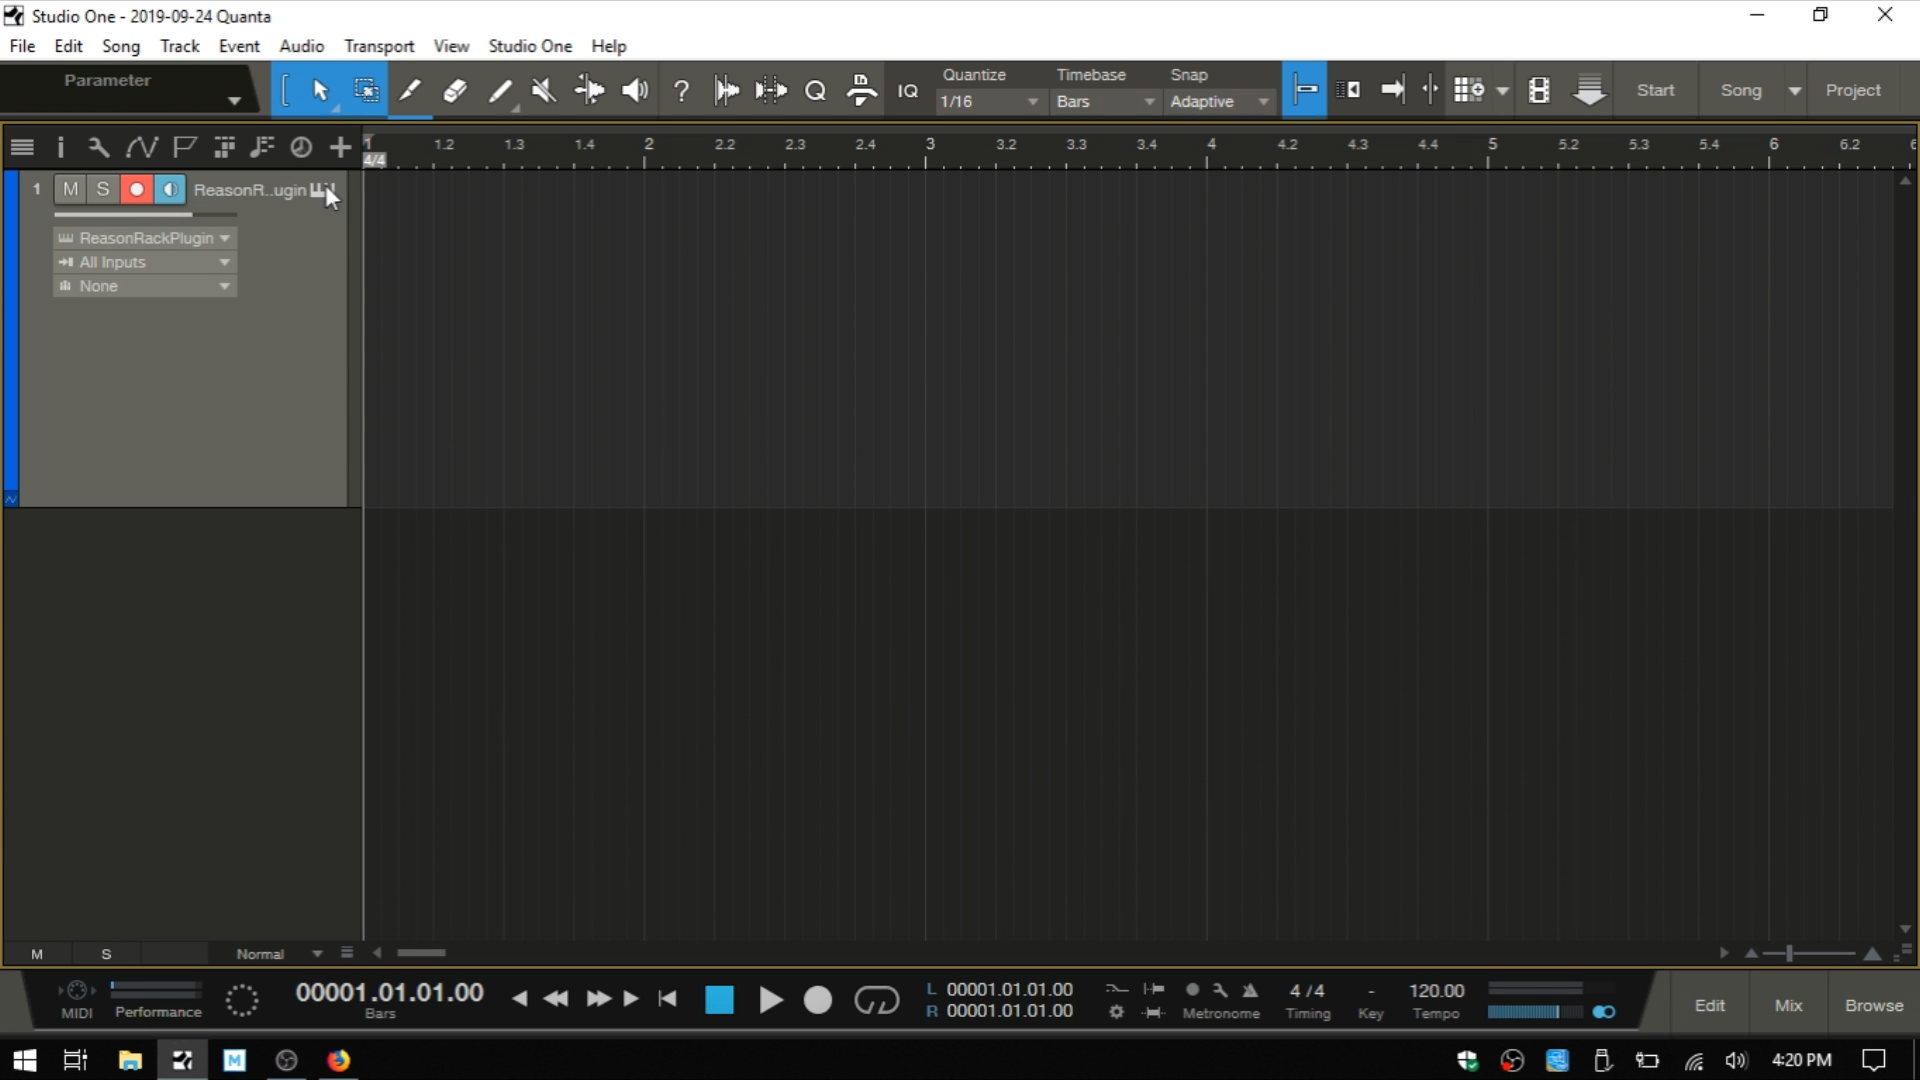 Studio One - 2019-09-24 Quanta
File Edit Song Track Event Audio Transport View Studio One Help
Parameter
? Q IQ
Quantize Timebase Snap
1/16 Bars Adaptive
Start Song Project
1 1.2 1.3 1.4 2 2.2 2.3 2.4 3 3.2 3.3 3.4 4 4.2 4.3 4.4 5 5.2 5.3 5.4 6 6.2
4/4
1 M S ReasonR..ugin
ReasonRackPlugin
All Inputs
None
M S Normal
00001.01.01.00
Bars
MIDI Performance
L 00001.01.01.00
R 00001.01.01.00
Metronome
4 / 4 - 120.00
Timing Key Tempo
Edit Mix Browse
M
4:20 PM